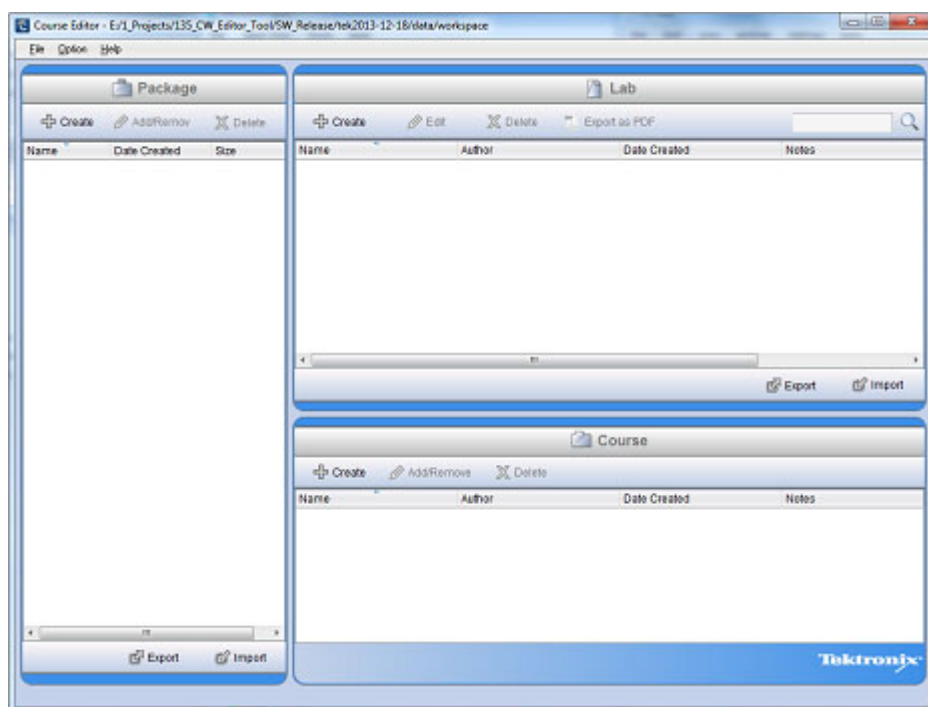 Course Editor - E:/1_Projects/135_CW_Editor_Tool/SW_Release/tek2013-12-18/data/workspace
File Option Help
Package
Create Add/Remov Delete
Name Date Created Size
Export Import
Lab
Create Edit Delete Export as PDF
Name Author Date Created Notes
Export Import
Course
Create Add/Remove Delete
Name Author Date Created Notes
Tektronix